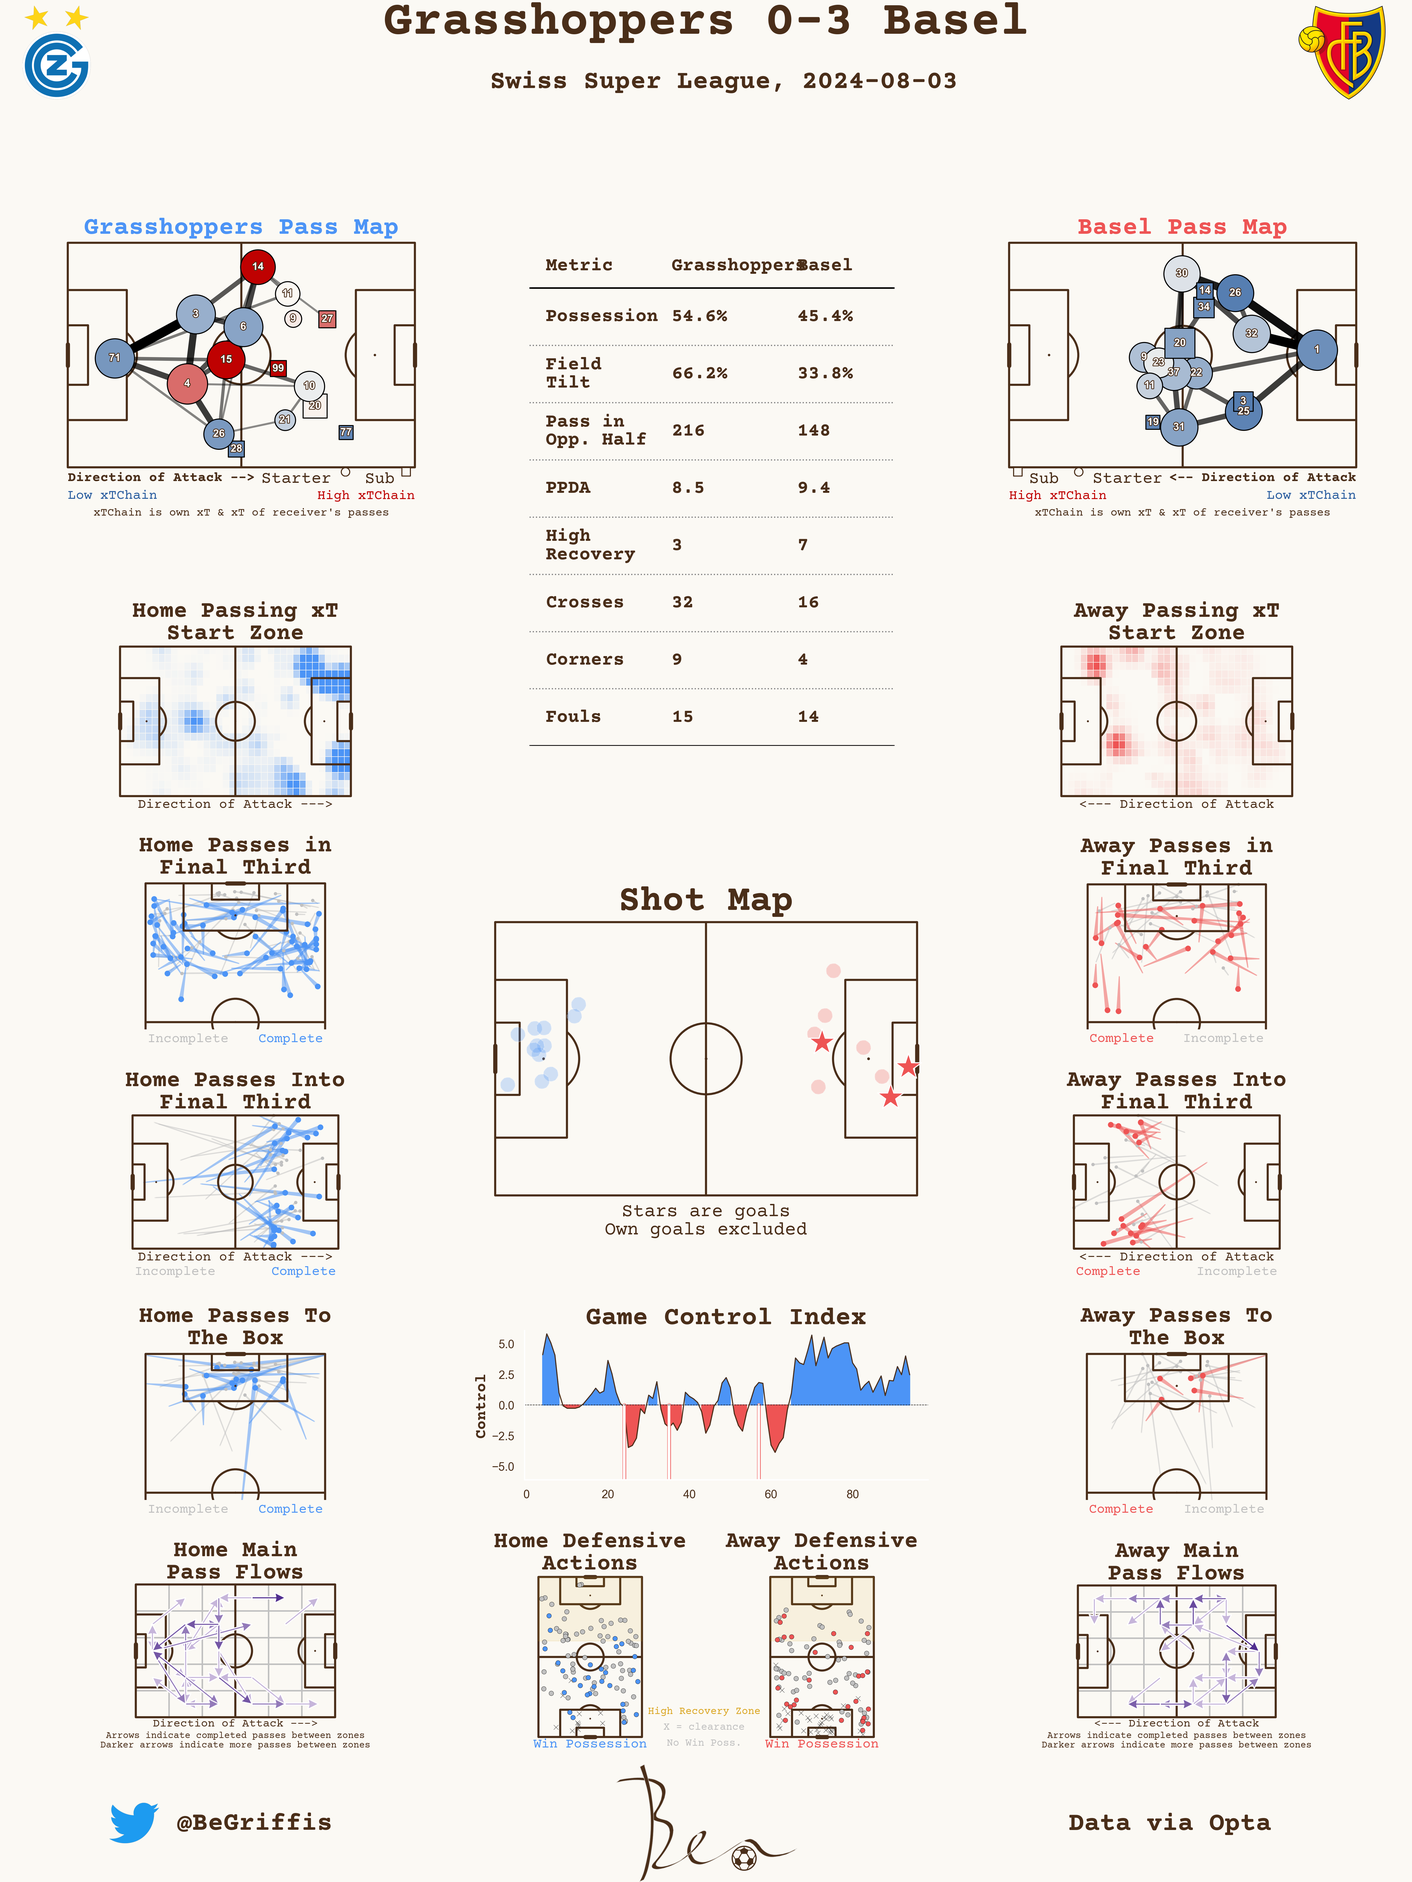 Grasshoppers 0-3 Basel
Swiss Super League, 2024-08-03
Grasshoppers Pass Map
14
11
3
9
27
6
71
15
99
4
10
20
21
26
77
28
Direction of Attack --> Starter Sub
Low xTChain High xTChain
xTChain is own xT & xT of receiver's passes
Metric Grasshoppers Basel
Possession 54.6% 45.4%
Field
Tilt 66.2% 33.8%
Pass in
Opp. Half 216 148
PPDA 8.5 9.4
High
Recovery 3 7
Crosses 32 16
Corners 9 4
Fouls 15 14
Basel Pass Map
30
14
26
34
32
20
1
9
23
37
22
11
3
25
19
31
Sub Starter <-- Direction of Attack
High xTChain Low xTChain
xTChain is own xT & xT of receiver's passes
Home Passing xT
Start Zone
Direction of Attack --->
Away Passing xT
Start Zone
<--- Direction of Attack
Home Passes in
Final Third
Incomplete Complete
Shot Map
Stars are goals
Own goals excluded
Away Passes in
Final Third
Complete Incomplete
Home Passes Into
Final Third
Direction of Attack --->
Incomplete Complete
Away Passes Into
Final Third
<--- Direction of Attack
Complete Incomplete
Home Passes To
The Box
Incomplete Complete
Game Control Index
Control
5.0
2.5
0.0
−2.5
−5.0
0 20 40 60 80
Away Passes To
The Box
Complete Incomplete
Home Main
Pass Flows
Direction of Attack --->
Arrows indicate completed passes between zones
Darker arrows indicate more passes between zones
Home Defensive
Actions
Win Possession
High Recovery Zone
X = clearance
No Win Poss.
Away Defensive
Actions
Win Possession
Away Main
Pass Flows
<--- Direction of Attack
Arrows indicate completed passes between zones
Darker arrows indicate more passes between zones
@BeGriffis
Ben
Data via Opta